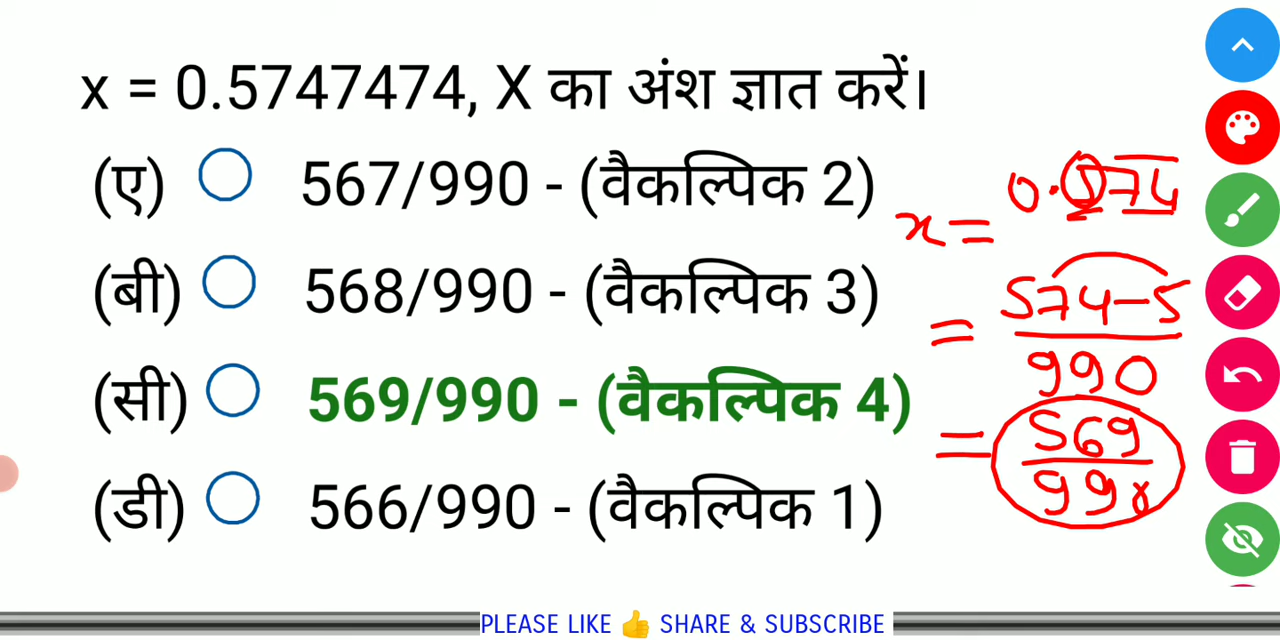 x = 0.5747474, X का अंश ज्ञात करें।
(ए) 567/990 - (वैकल्पिक 2)
(बी) 568/990 - (वैकल्पिक 3)
(सी) 569/990 - (वैकल्पिक 4)
(डी) 566/990 - (वैकल्पिक 1)
x = 0.574
= 574-5
990
= 569
990
PLEASE LIKE 👍 SHARE & SUBSCRIBE